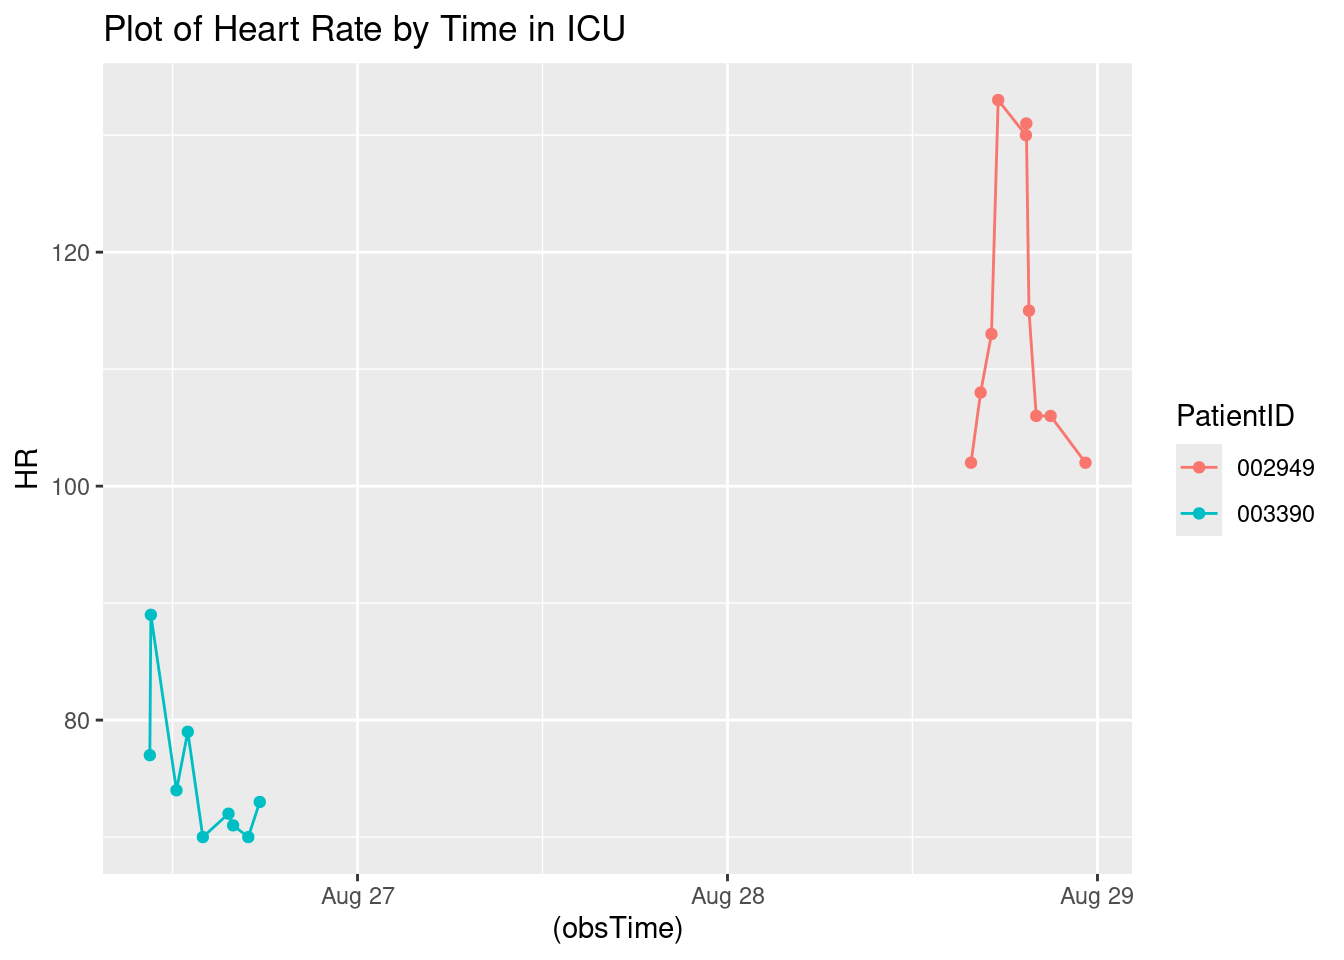 Plot of Heart Rate by Time in ICU
120
100
80
HR
Aug 27
Aug 28
Aug 29
(obsTime)
PatientID
002949
003390